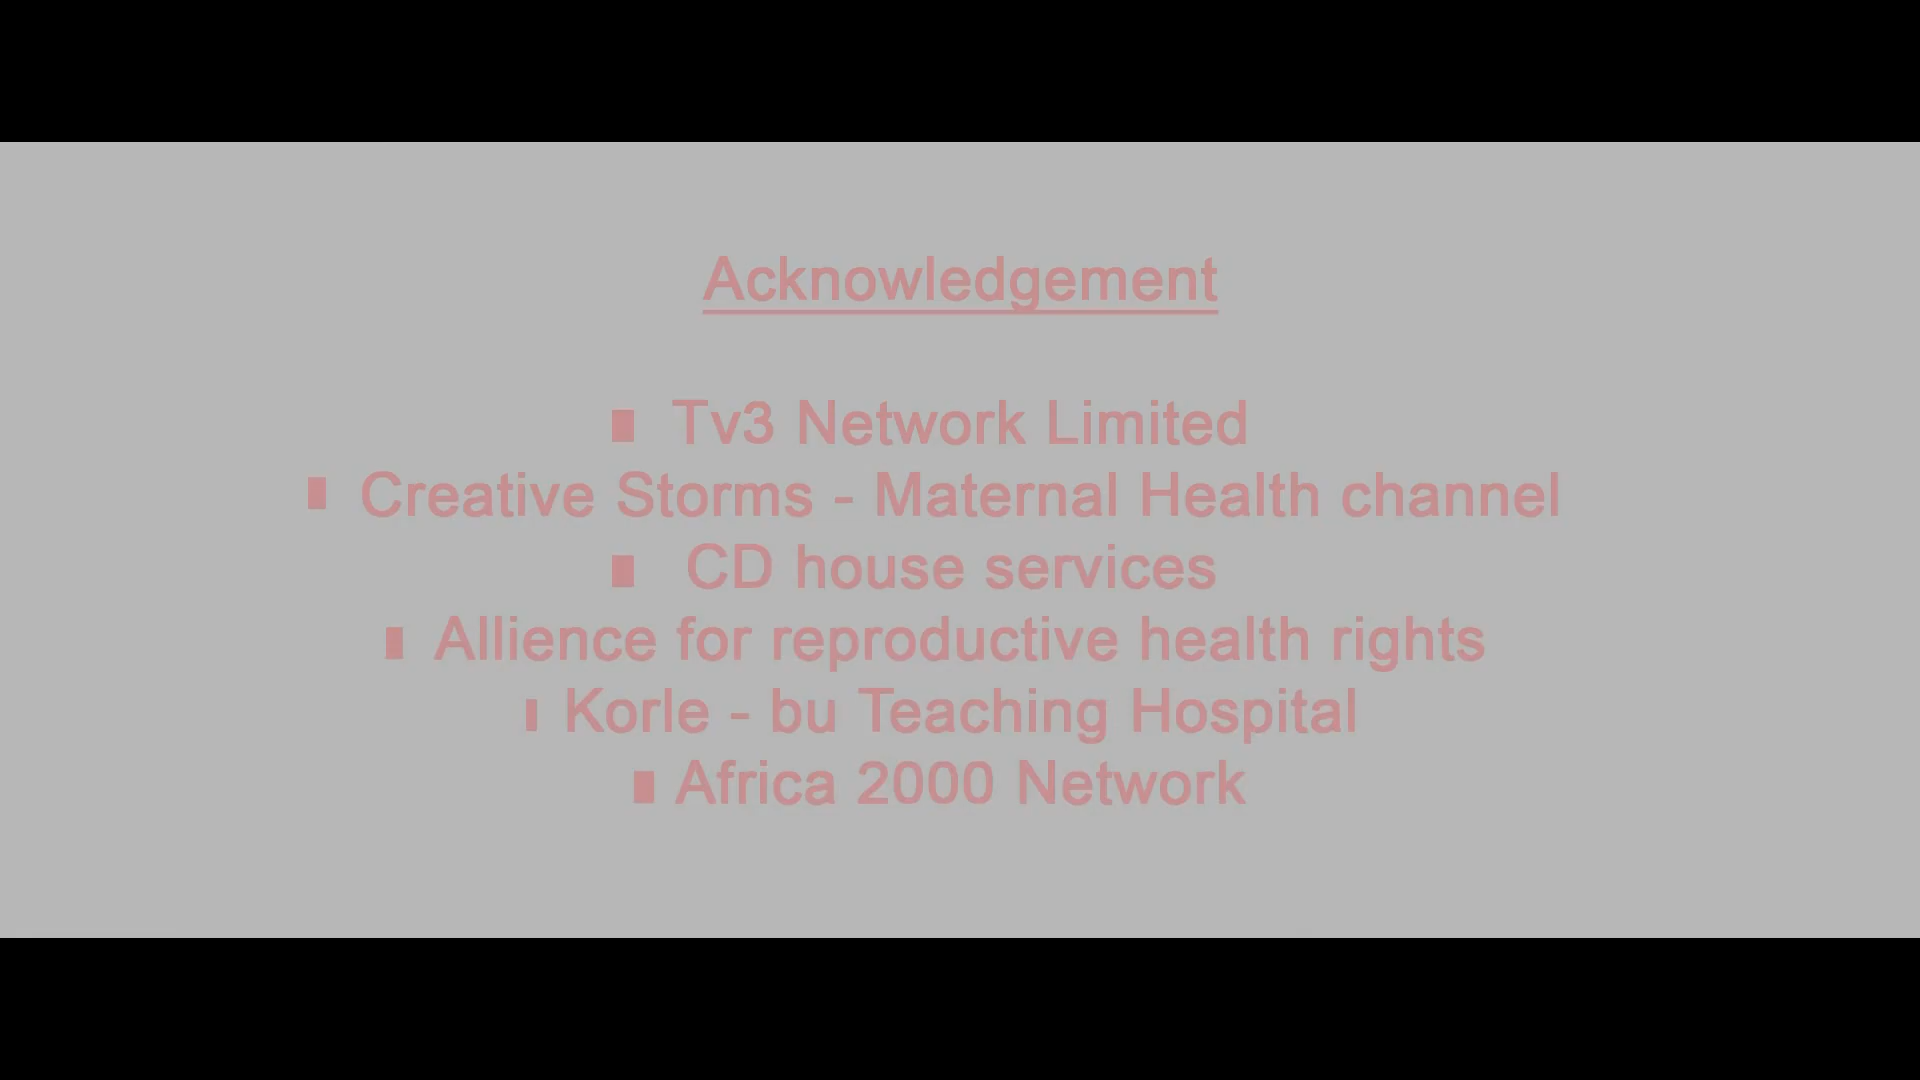 Acknowledgement
Tv3 Network Limited
Creative Storms - Maternal Health channel
CD house services
Allience for reproductive health rights
Korle - bu Teaching Hospital
Africa 2000 Network